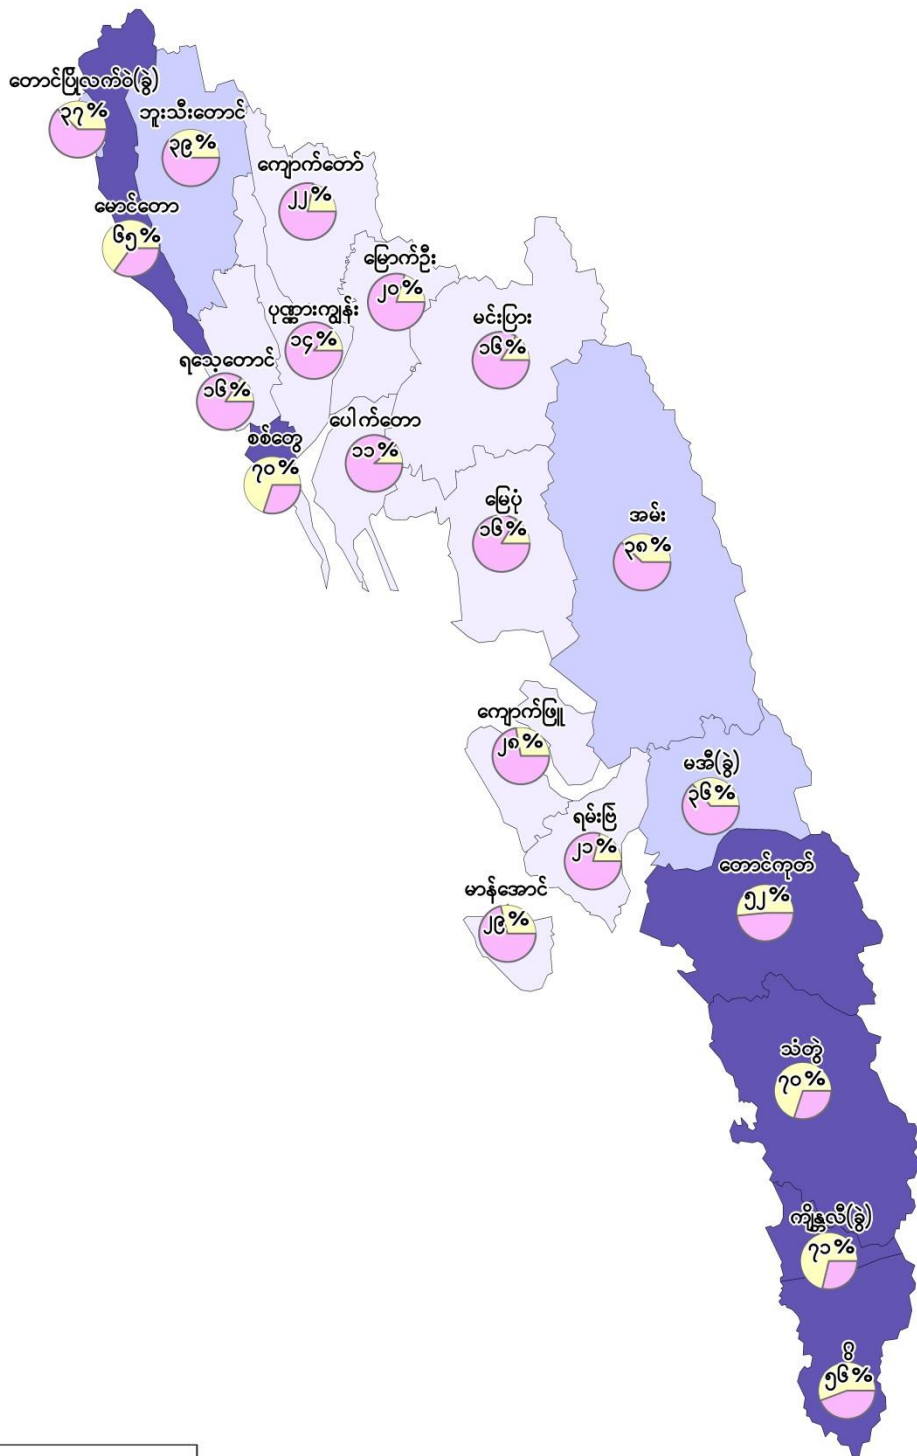 တောင်ပြိုလက်ဝဲ(ခွဲ)
၃၇%
ဘူးသီးတောင်
၃၉%
ကျောက်တော်
၂၂%
မောင်တော
၆၅%
မြောက်ဦး
၂၀%
ပုဏ္ဏားကျွန်း
၁၄%
မင်းပြား
၁၆%
ရသေ့တောင်
၁၆%
ပေါက်တော
၁၁%
စစ်တွေ
၇၀%
မြေပုံ
၁၆%
အမ်း
၃၈%
ကျောက်ဖြူ
၂၈%
မအီ(ခွဲ)
၃၆%
ရမ်းဗြဲ
၂၁%
တောင်ကုတ်
၅၂%
မာန်အောင်
၂၉%
သံတွဲ
၇၀%
ကျိန္တလီ(ခွဲ)
၇၁%
ဂွ
၅၆%